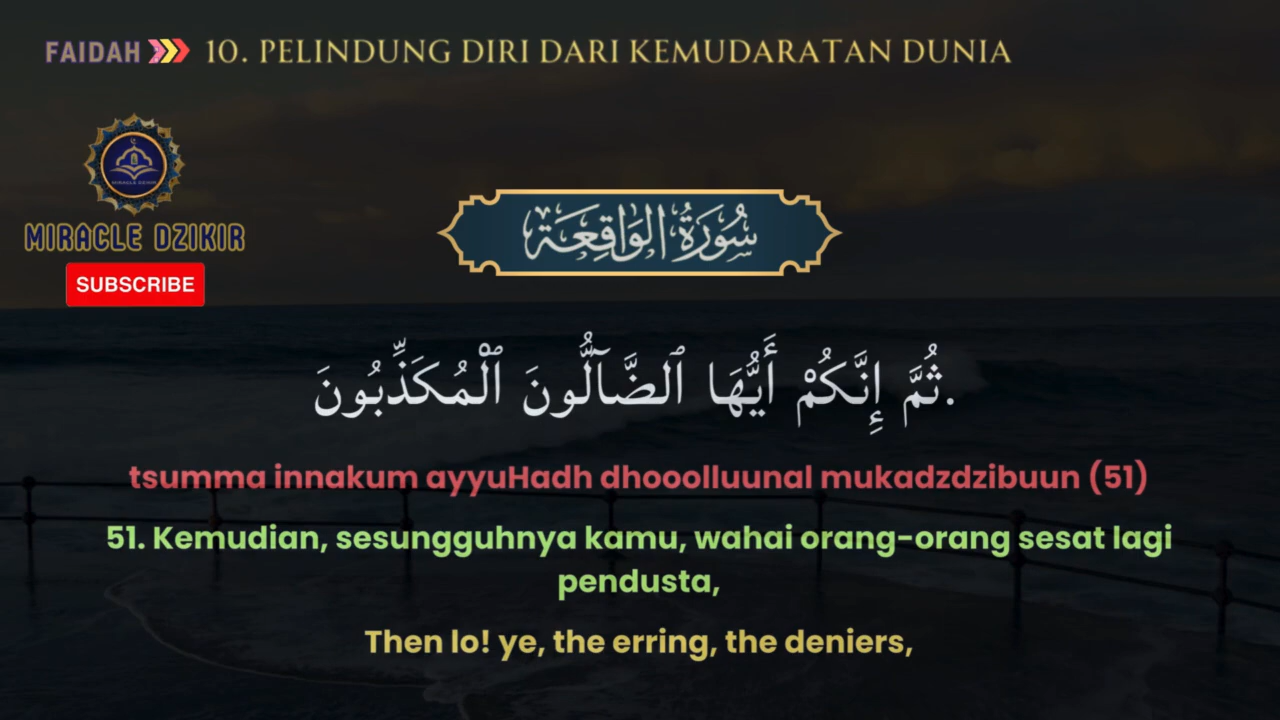 FAIDAH 10. PELINDUNG DIRI DARI KEMUDARATAN DUNIA
MIRACLE DZIKIR
MIRACLE DZIKIR
SUBSCRIBE
سُورَةُ الوَاقِعَة
ثُمَّ إِنَّكُمْ أَيُّهَا ٱلضَّآلُّونَ ٱلْمُكَذِّبُونَ.
tsumma innakum ayyuHadh dhooolluunal mukadzdzibuun (51)
51. Kemudian, sesungguhnya kamu, wahai orang-orang sesat lagi
pendusta,
Then lo! ye, the erring, the deniers,